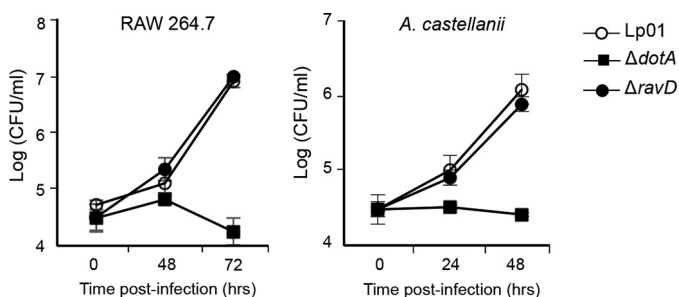 RAW 264.7
8
7
6
5
4
Log (CFU/ml)
0 48 72
Time post-infection (hrs)
A. castellanii
7
6
5
4
Log (CFU/ml)
0 24 48
Time post-infection (hrs)
Lp01
ΔdotA
ΔravD